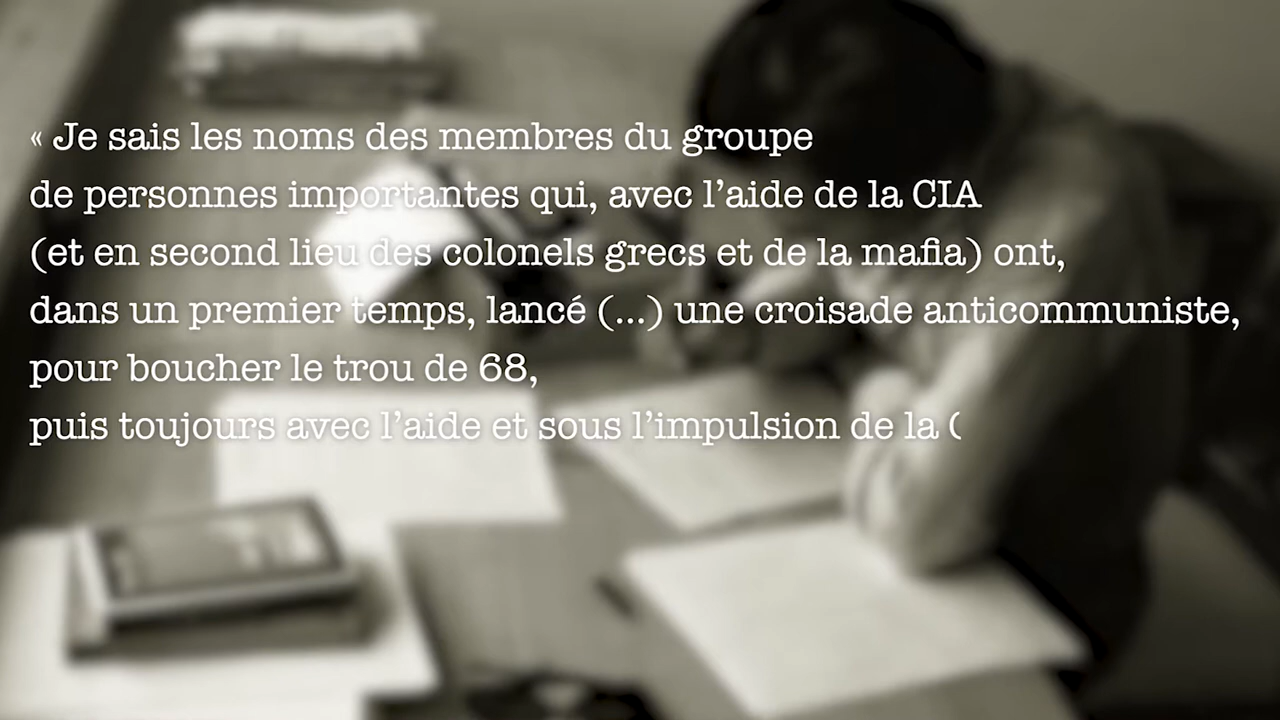 « Je sais les noms des membres du groupe
de personnes importantes qui, avec l’aide de la CIA
(et en second lieu des colonels grecs et de la mafia) ont,
dans un premier temps, lancé (...) une croisade anticommuniste,
pour boucher le trou de 68,
puis toujours avec l’aide et sous l’impulsion de la (